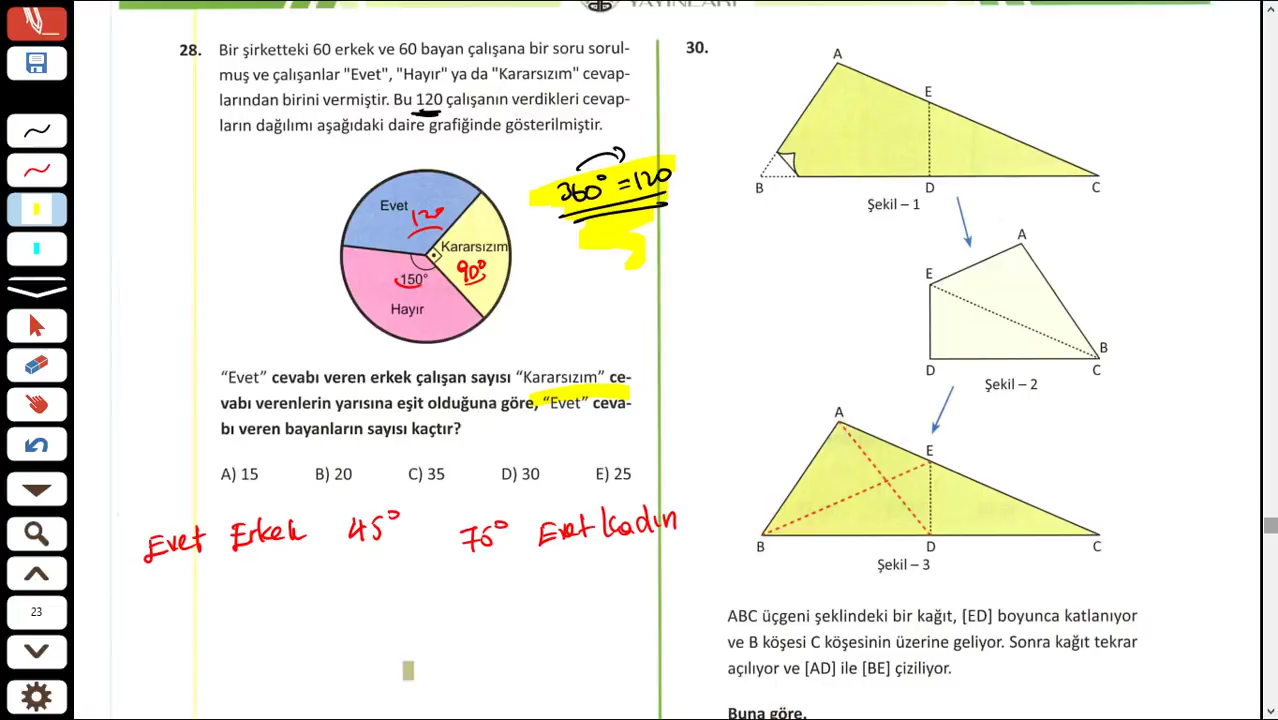 YAYINLARI
28. Bir şirketteki 60 erkek ve 60 bayan çalışana bir soru sorul-
muş ve çalışanlar "Evet", "Hayır" ya da "Kararsızım" cevap-
larından birini vermiştir. Bu 120 çalışanın verdikleri cevap-
ların dağılımı aşağıdaki daire grafiğinde gösterilmiştir.
360° = 120
Evet
120
Kararsızım
90°
150°
Hayır
"Evet" cevabı veren erkek çalışan sayısı "Kararsızım" ce-
vabı verenlerin yarısına eşit olduğuna göre, "Evet" ceva-
bı veren bayanların sayısı kaçtır?
A) 15 B) 20 C) 35 D) 30 E) 25
Evet Erkek 45° 75° Evet kadın
30.
A
E
B
D
C
Şekil – 1
A
E
B
D
C
Şekil – 2
A
E
B
D
C
Şekil – 3
ABC üçgeni şeklindeki bir kağıt, [ED] boyunca katlanıyor
ve B köşesi C köşesinin üzerine geliyor. Sonra kağıt tekrar
açılıyor ve [AD] ile [BE] çiziliyor.
Buna göre,
23